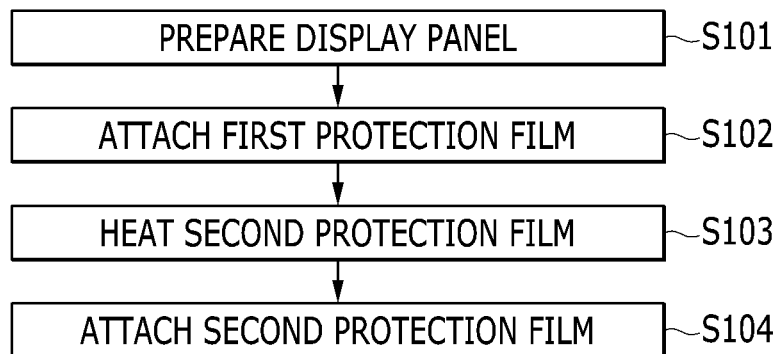 PREPARE DISPLAY PANEL S101
ATTACH FIRST PROTECTION FILM S102
HEAT SECOND PROTECTION FILM S103
ATTACH SECOND PROTECTION FILM S104